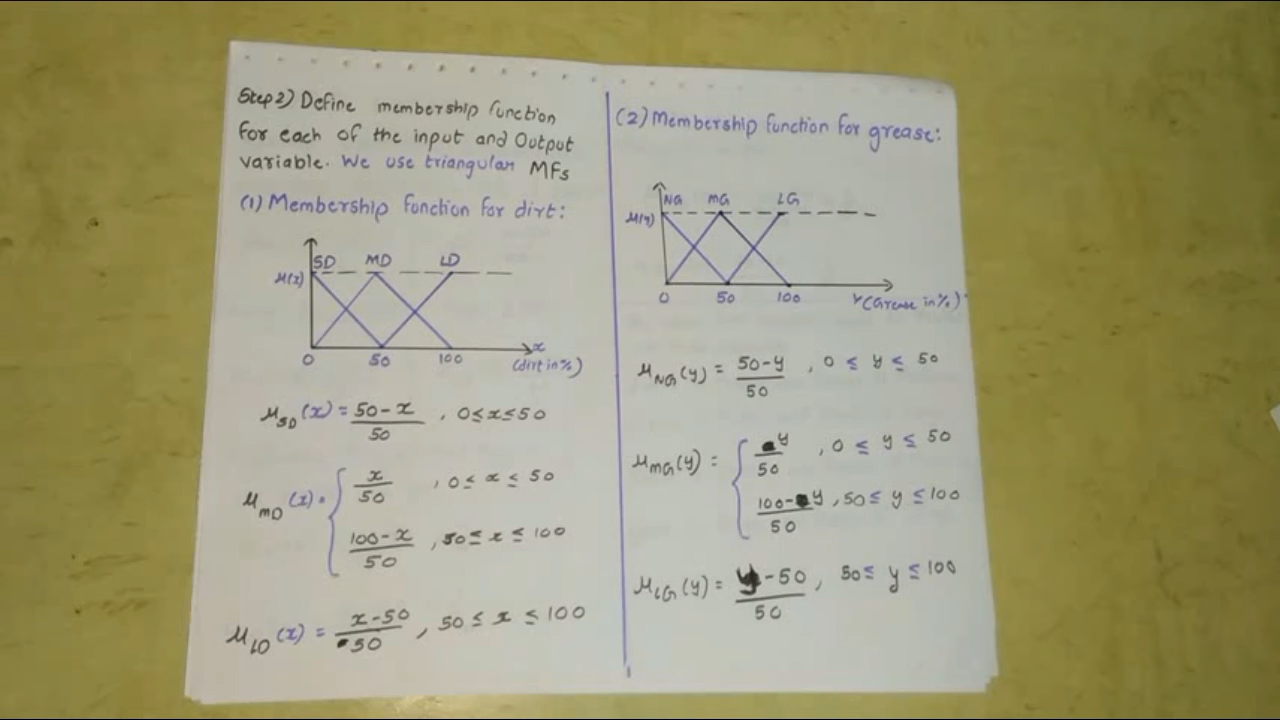 Step2) Define membership function
for each of the input and Output
variable. We use triangular MFs
(1) Membership function for dirt:
SD MD LD
μ(x)
0 50 100 x
(dirt in %)
μSD (x) = 50-x / 50 , 0≤x≤50
μMD (x) = { x / 50 , 0 ≤ x ≤ 50
100-x / 50 , 50 ≤ x ≤ 100
μLD (x) = x-50 / 50 , 50 ≤ x ≤ 100
(2) Membership function for grease:
NG MG LG
μ(y)
0 50 100 Y (Grease in %)
μNG (y) = 50-y / 50 , 0 ≤ y ≤ 50
μMG (y) = { y / 50 , 0 ≤ y ≤ 50
100-y / 50 , 50 ≤ y ≤ 100
μLG (y) = y-50 / 50 , 50 ≤ y ≤ 100